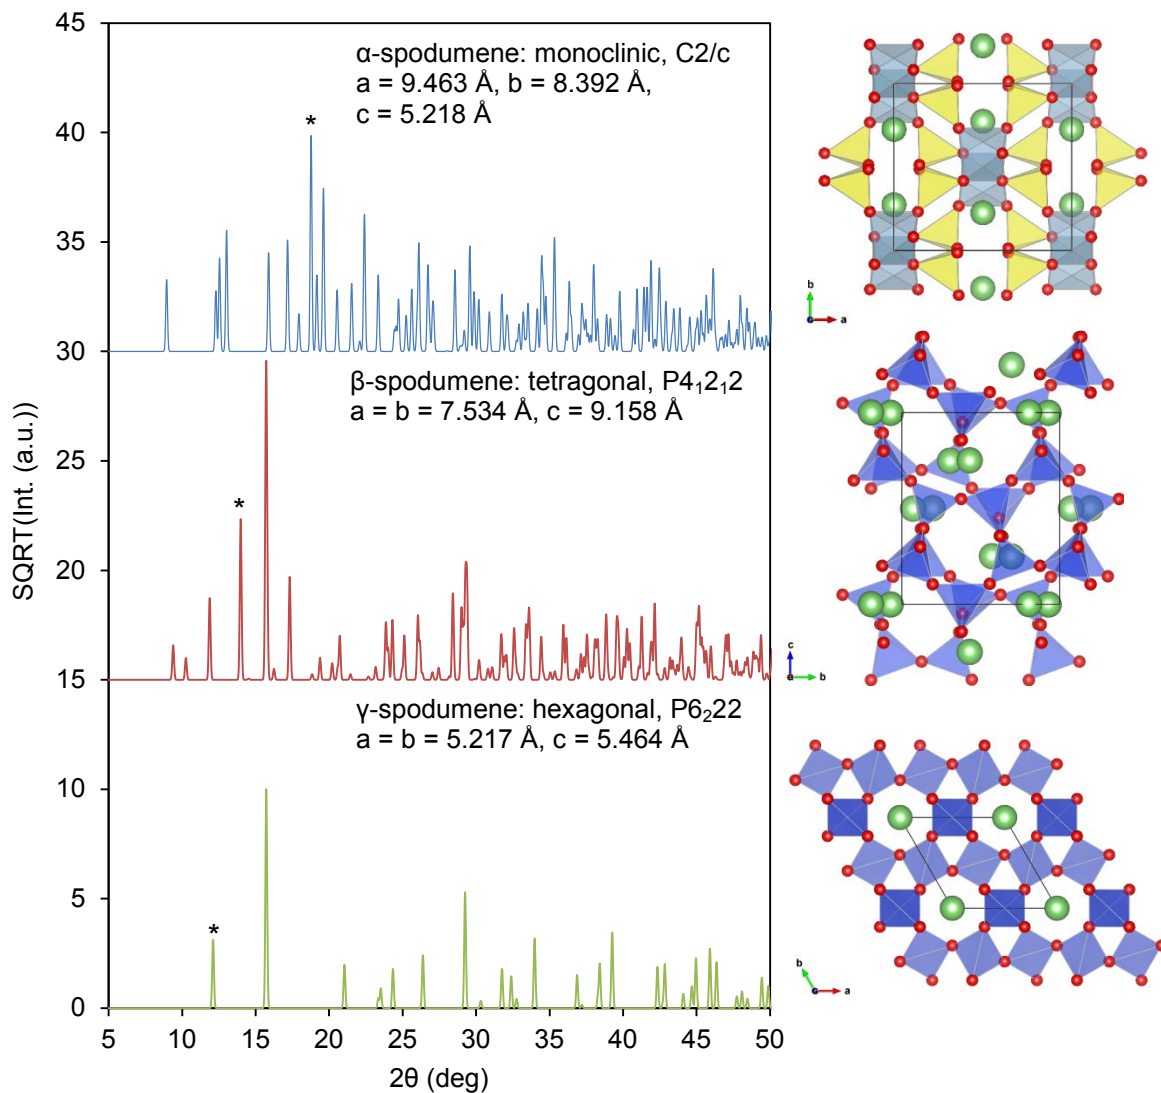 45
α-spodumene: monoclinic, C2/c
a = 9.463 Å, b = 8.392 Å,
c = 5.218 Å
*
40
35
30
β-spodumene: tetragonal, P4₁2₁2
a = b = 7.534 Å, c = 9.158 Å
25
*
20
15
γ-spodumene: hexagonal, P6₂22
a = b = 5.217 Å, c = 5.464 Å
10
5
*
0
5 10 15 20 25 30 35 40 45 50
2θ (deg)
SQRT(Int. (a.u.))
b
c a
c
a b
b
c a